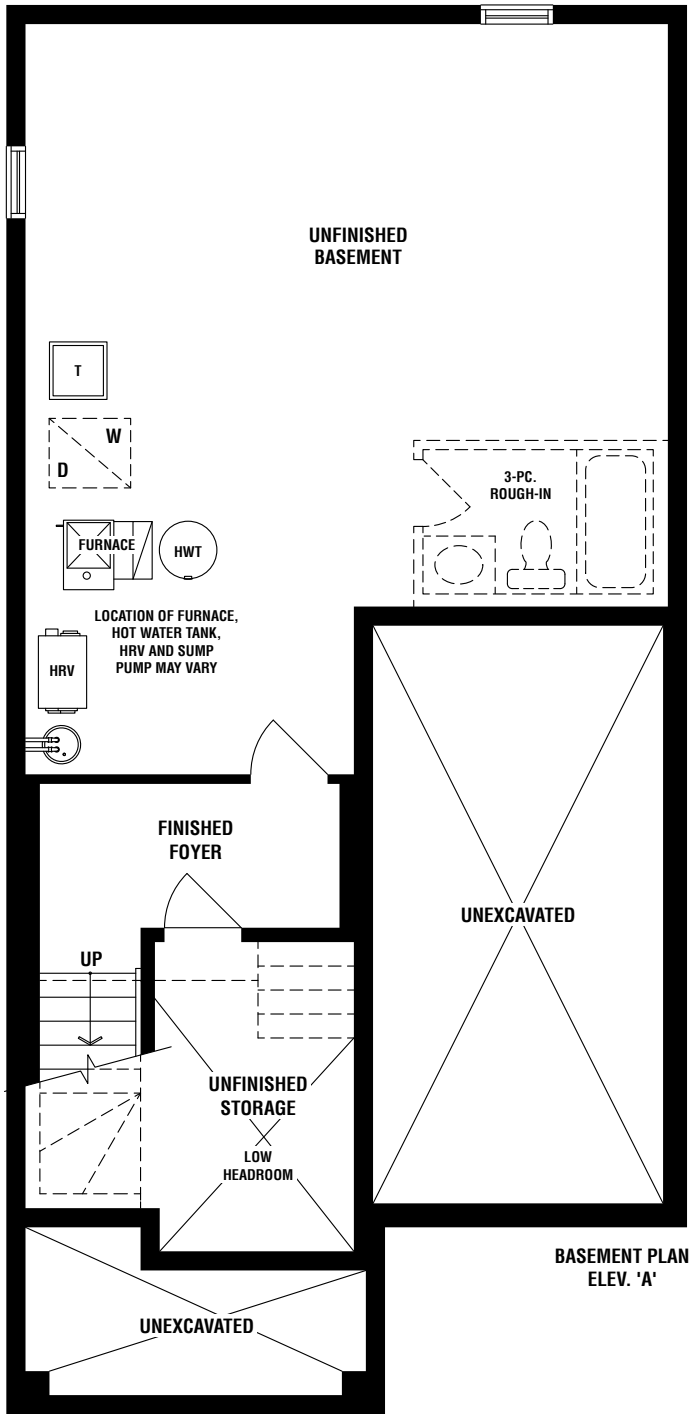 UNFINISHED
BASEMENT
T
W
D
3-PC.
ROUGH-IN
FURNACE
HWT
LOCATION OF FURNACE,
HOT WATER TANK,
HRV AND SUMP
PUMP MAY VARY
HRV
FINISHED
FOYER
UNEXCAVATED
UP
UNFINISHED
STORAGE
LOW
HEADROOM
BASEMENT PLAN
ELEV. 'A'
UNEXCAVATED